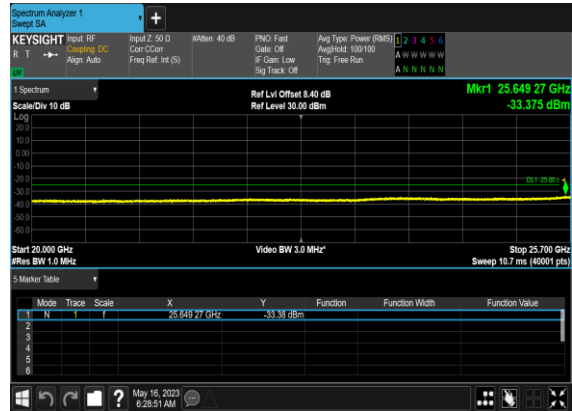 Spectrum Analyzer 1
Swept SA
+
KEYSIGHT Input: RF Input Z: 50 Ω #Atten: 40 dB PNO: Fast Avg Type: Power (RMS) 1 2 3 4 5 6
R T Coupling: DC Corr CCorr Gate: Off Avg|Hold: 100/100 A W W W W W
Align: Auto Freq Ref: Int (S) IF Gain: Low Trig: Free Run
LW Sig Track: Off A N N N N N
1 Spectrum Ref Lvl Offset 8.40 dB Mkr1 25.649 27 GHz
Scale/Div 10 dB Ref Level 30.00 dBm -33.375 dBm
Log
20.0
10.0
0.00
-10.0
-20.0 DL1 -25.00
-30.0
-40.0
-50.0
-60.0
Start 20.000 GHz Video BW 3.0 MHz* Stop 25.700 GHz
#Res BW 1.0 MHz Sweep 10.7 ms (40001 pts)
5 Marker Table
Mode Trace Scale X Y Function Function Width Function Value
1 N 1 f 25.649 27 GHz -33.38 dBm
2
3
4
5
6
? May 16, 2023
6:28:51 AM